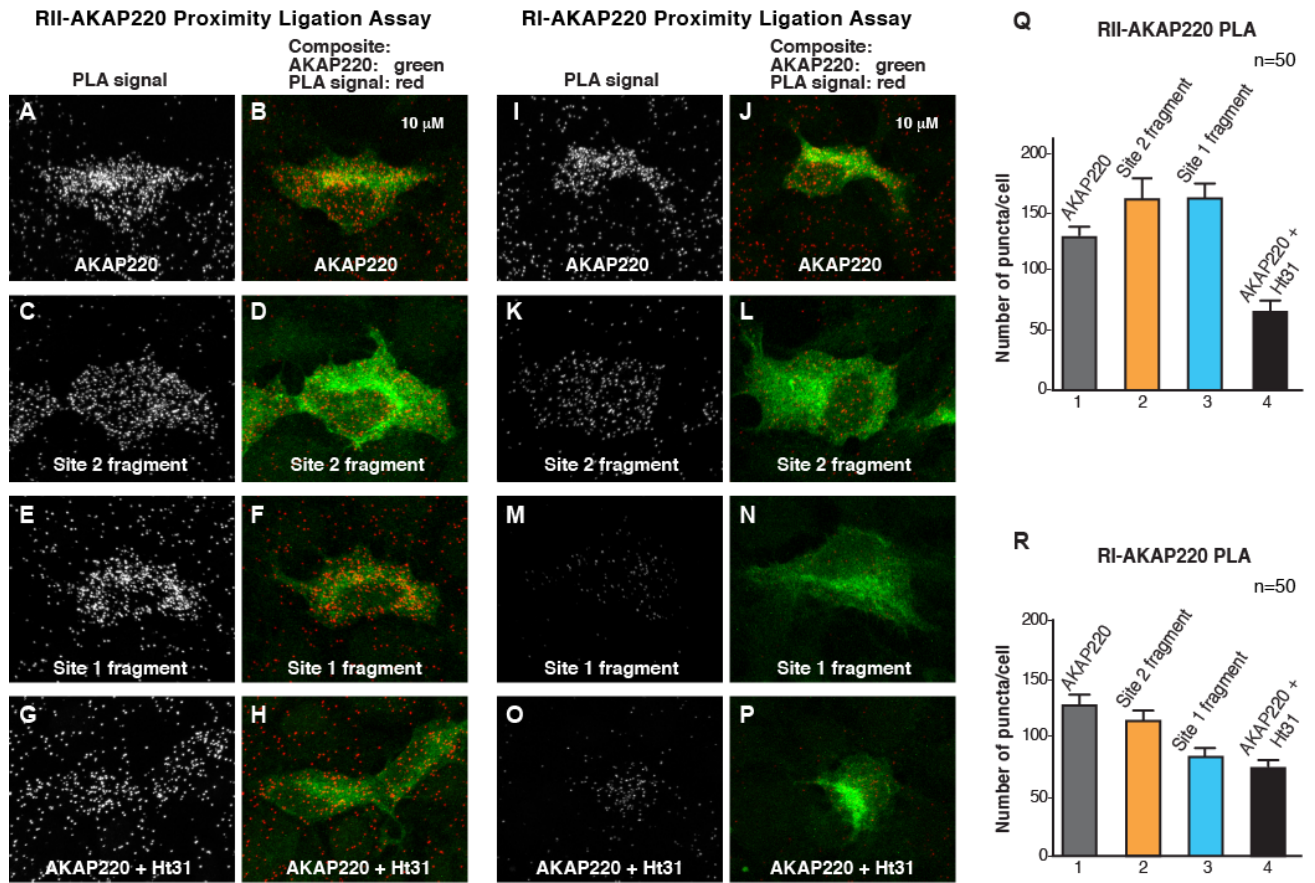 RII-AKAP220 Proximity Ligation Assay
PLA signal
Composite:
AKAP220: green
PLA signal: red
A
AKAP220
B
10 µM
AKAP220
C
Site 2 fragment
D
Site 2 fragment
E
Site 1 fragment
F
Site 1 fragment
G
AKAP220 + Ht31
H
AKAP220 + Ht31
RI-AKAP220 Proximity Ligation Assay
PLA signal
Composite:
AKAP220: green
PLA signal: red
I
AKAP220
J
10 µM
AKAP220
K
Site 2 fragment
L
Site 2 fragment
M
Site 1 fragment
N
Site 1 fragment
O
AKAP220 + Ht31
P
AKAP220 + Ht31
Q
RII-AKAP220 PLA
n=50
Number of puncta/cell
200
150
100
50
0
AKAP220
Site 2 fragment
Site 1 fragment
AKAP220 +
Ht31
1 2 3 4
R
RI-AKAP220 PLA
n=50
Number of puncta/cell
200
150
100
50
0
AKAP220
Site 2 fragment
Site 1 fragment
AKAP220 +
Ht31
1 2 3 4